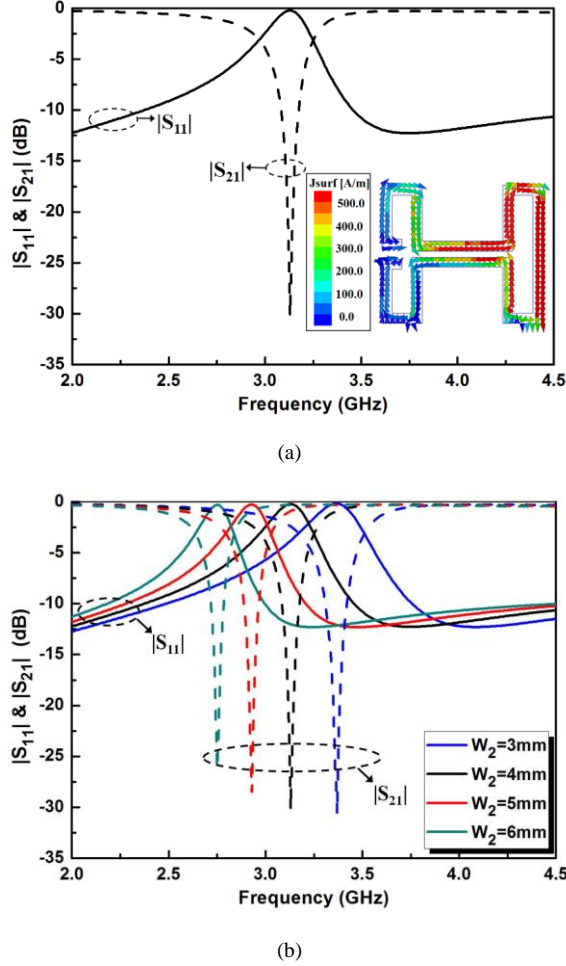 0
-5
-10
-15
-20
-25
-30
-35
|S11| & |S21| (dB)
|S11|
|S21|
Jsurf [A/m]
500.0
400.0
300.0
200.0
100.0
0.0
2.0 2.5 3.0 3.5 4.0 4.5
Frequency (GHz)
(a)
0
-5
-10
-15
-20
-25
-30
-35
|S11| & |S21| (dB)
|S11|
|S21|
W2=3mm
W2=4mm
W2=5mm
W2=6mm
2.0 2.5 3.0 3.5 4.0 4.5
Frequency (GHz)
(b)